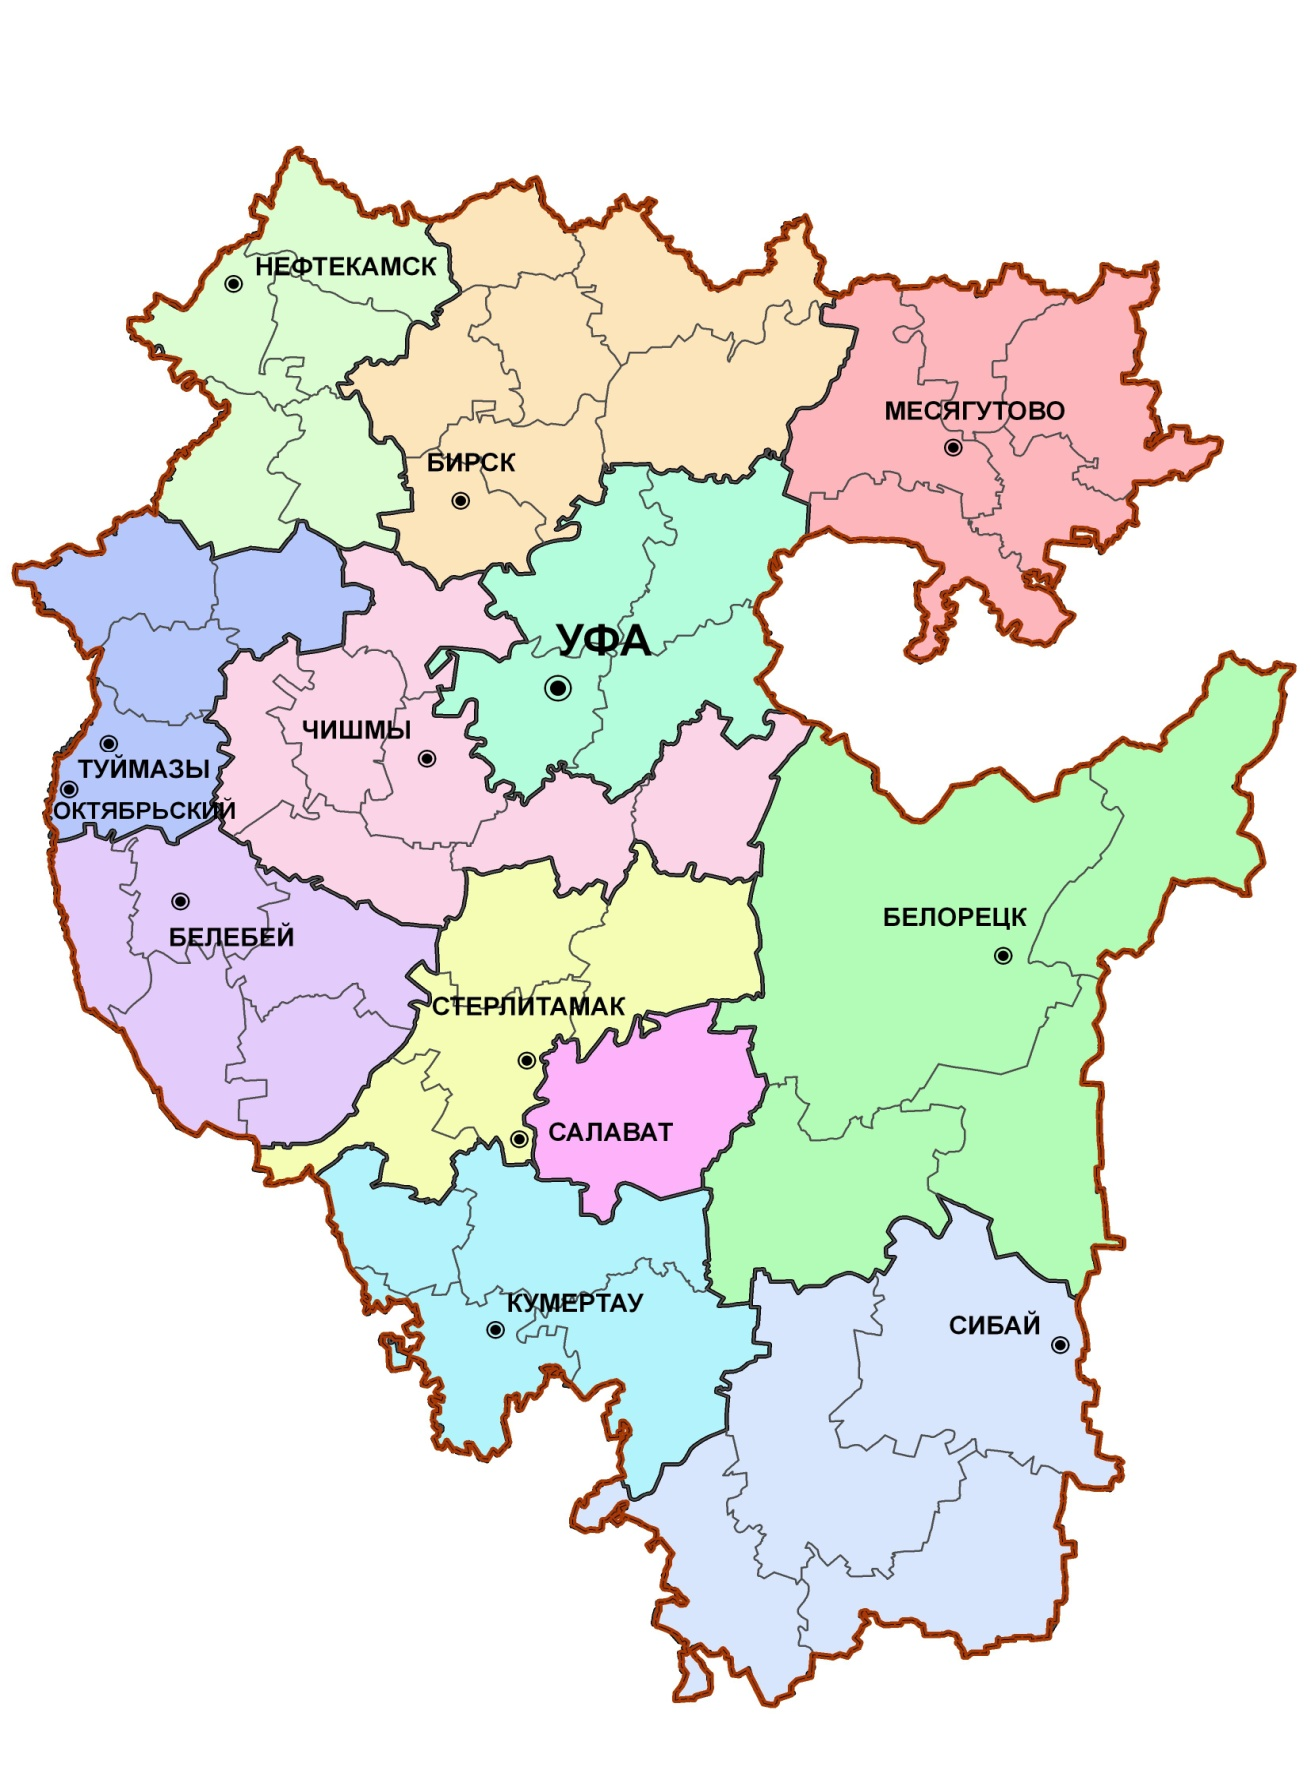 НЕФТЕКАМСК
МЕСЯГУТОВО
БИРСК
УФА
ЧИШМЫ
ТУЙМАЗЫ
ОКТЯБРЬСКИЙ
БЕЛОРЕЦК
БЕЛЕБЕЙ
СТЕРЛИТАМАК
САЛАВАТ
КУМЕРТАУ
СИБАЙ